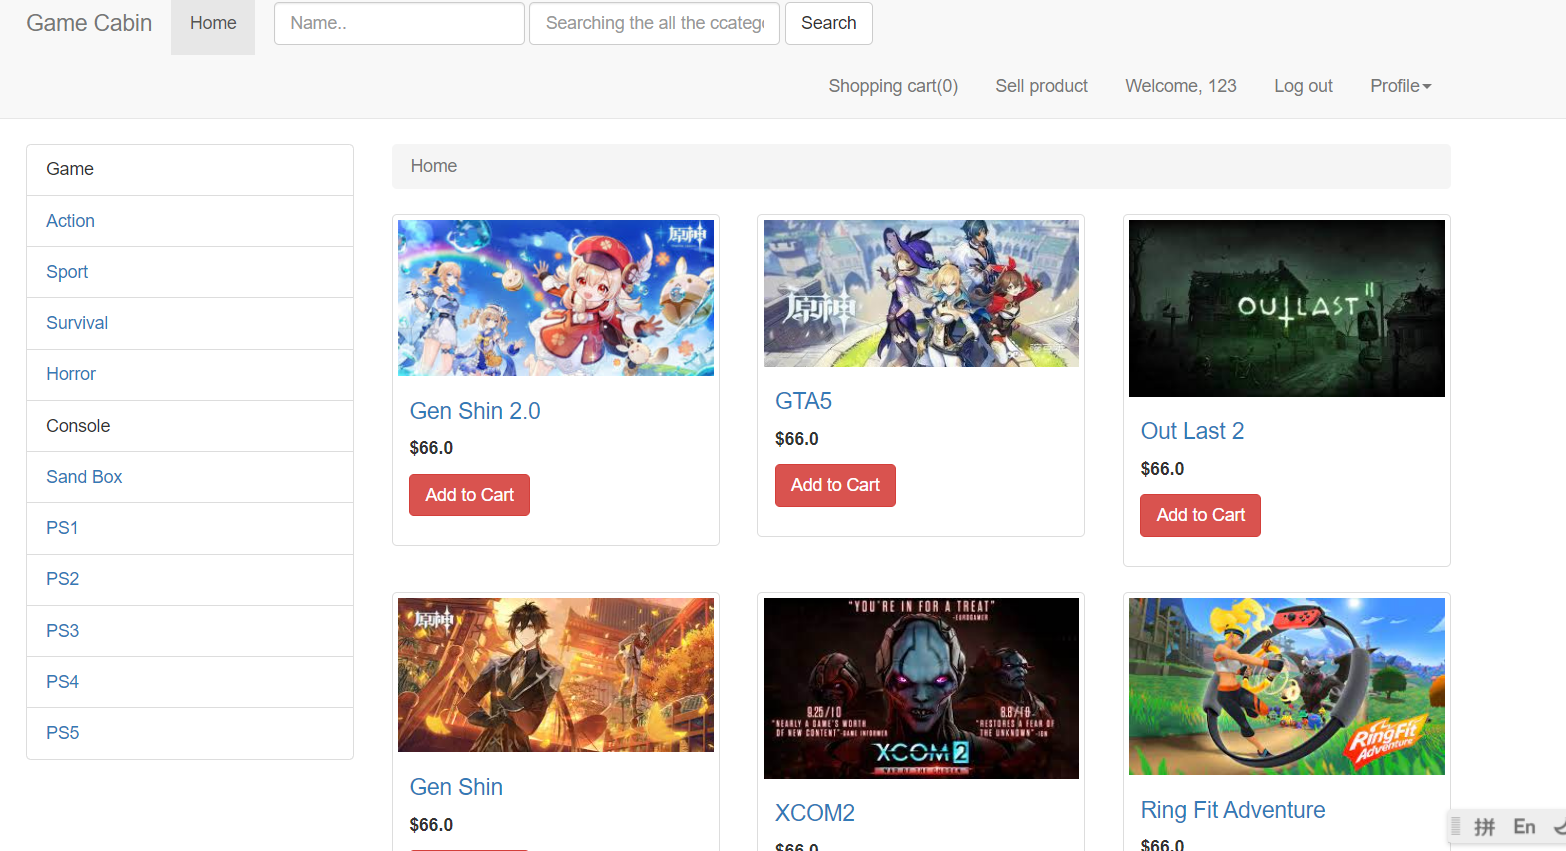 Game Cabin
Home
Name..
Searching the all the ccateg
Search
Shopping cart(0)
Sell product
Welcome, 123
Log out
Profile
Game
Action
Sport
Survival
Horror
Console
Sand Box
PS1
PS2
PS3
PS4
PS5
Home
原神
Gen Shin 2.0
$66.0
Add to Cart
原神
GTA5
$66.0
Add to Cart
OUTLAST II
Out Last 2
$66.0
Add to Cart
原神
Gen Shin
$66.0
"YOU'RE IN FOR A TREAT"
-EUROGAMER
9.25/10
"NEARLY A GAME'S WORTH
OF NEW CONTENT"-GAME INFORMER
8.8/10
"RESTORES A FEAR OF
THE UNKNOWN"-IGN
XCOM 2
WAR OF THE CHOSEN
XCOM2
$66.0
RingFit
Adventure
Ring Fit Adventure
$66.0
拼 En